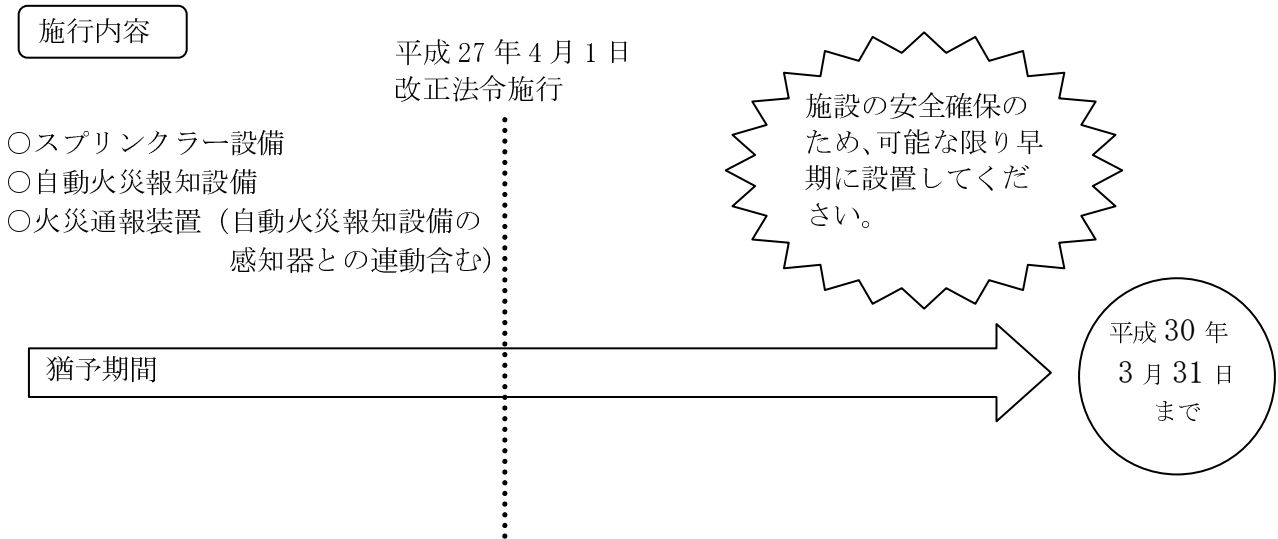 施行内容
平成27年4月1日
改正法令施行
○スプリンクラー設備
○自動火災報知設備
○火災通報装置（自動火災報知設備の
感知器との連動含む）
施設の安全確保の
ため、可能な限り早
期に設置してくだ
さい。
猶予期間
平成30年
3月31日
まで